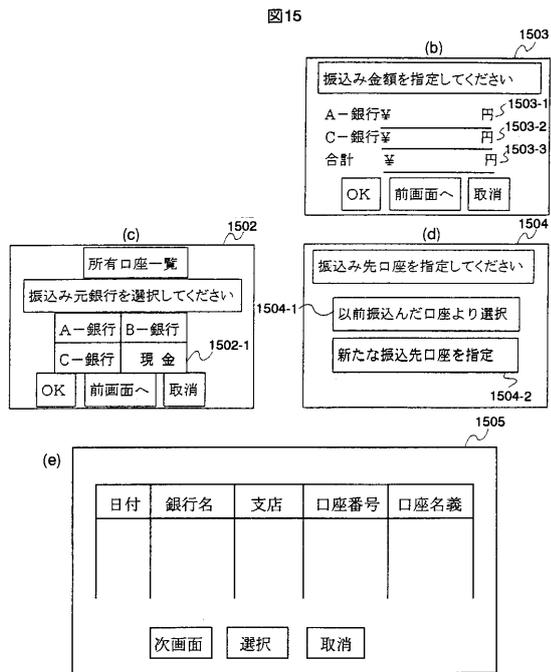 図15
(b)
1503
振込み金額を指定してください
A－銀行¥ 円 1503-1
C－銀行¥ 円 1503-2
合計 ¥ 円 1503-3
OK 前画面へ 取消
(c)
1502
所有口座一覧
振込み元銀行を選択してください
A－銀行 B－銀行
C－銀行 現金 1502-1
OK 前画面へ 取消
(d)
1504
振込み先口座を指定してください
1504-1 以前振込んだ口座より選択
新たな振込先口座を指定
1504-2
1505
(e)
日付 銀行名 支店 口座番号 口座名義
次画面 選択 取消